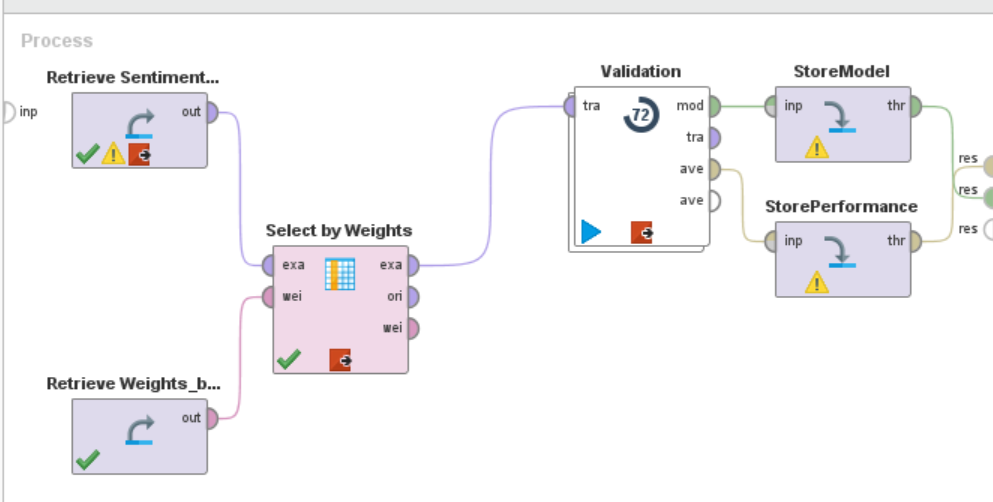 Process
inp
Retrieve Sentiment...
out
Select by Weights
exa
wei
exa
ori
wei
Retrieve Weights_b...
out
Validation
tra
72
mod
tra
ave
ave
StoreModel
inp
thr
StorePerformance
inp
thr
res
res
res